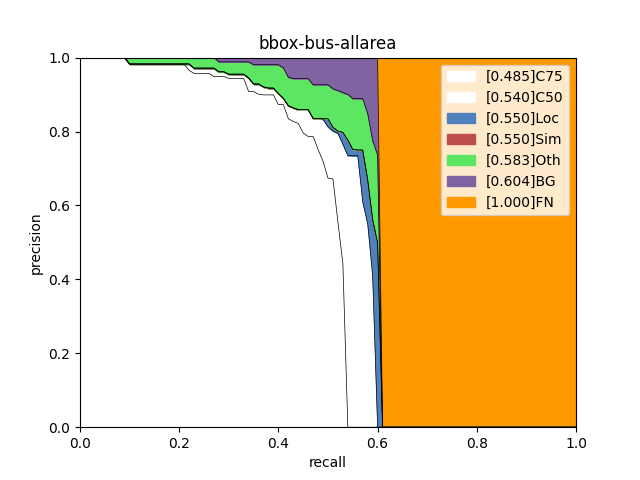 bbox-bus-allarea
1.0
0.8
0.6
0.4
0.2
0.0
precision
[0.485]C75
[0.540]C50
[0.550]Loc
[0.550]Sim
[0.583]Oth
[0.604]BG
[1.000]FN
0.0 0.2 0.4 0.6 0.8 1.0
recall